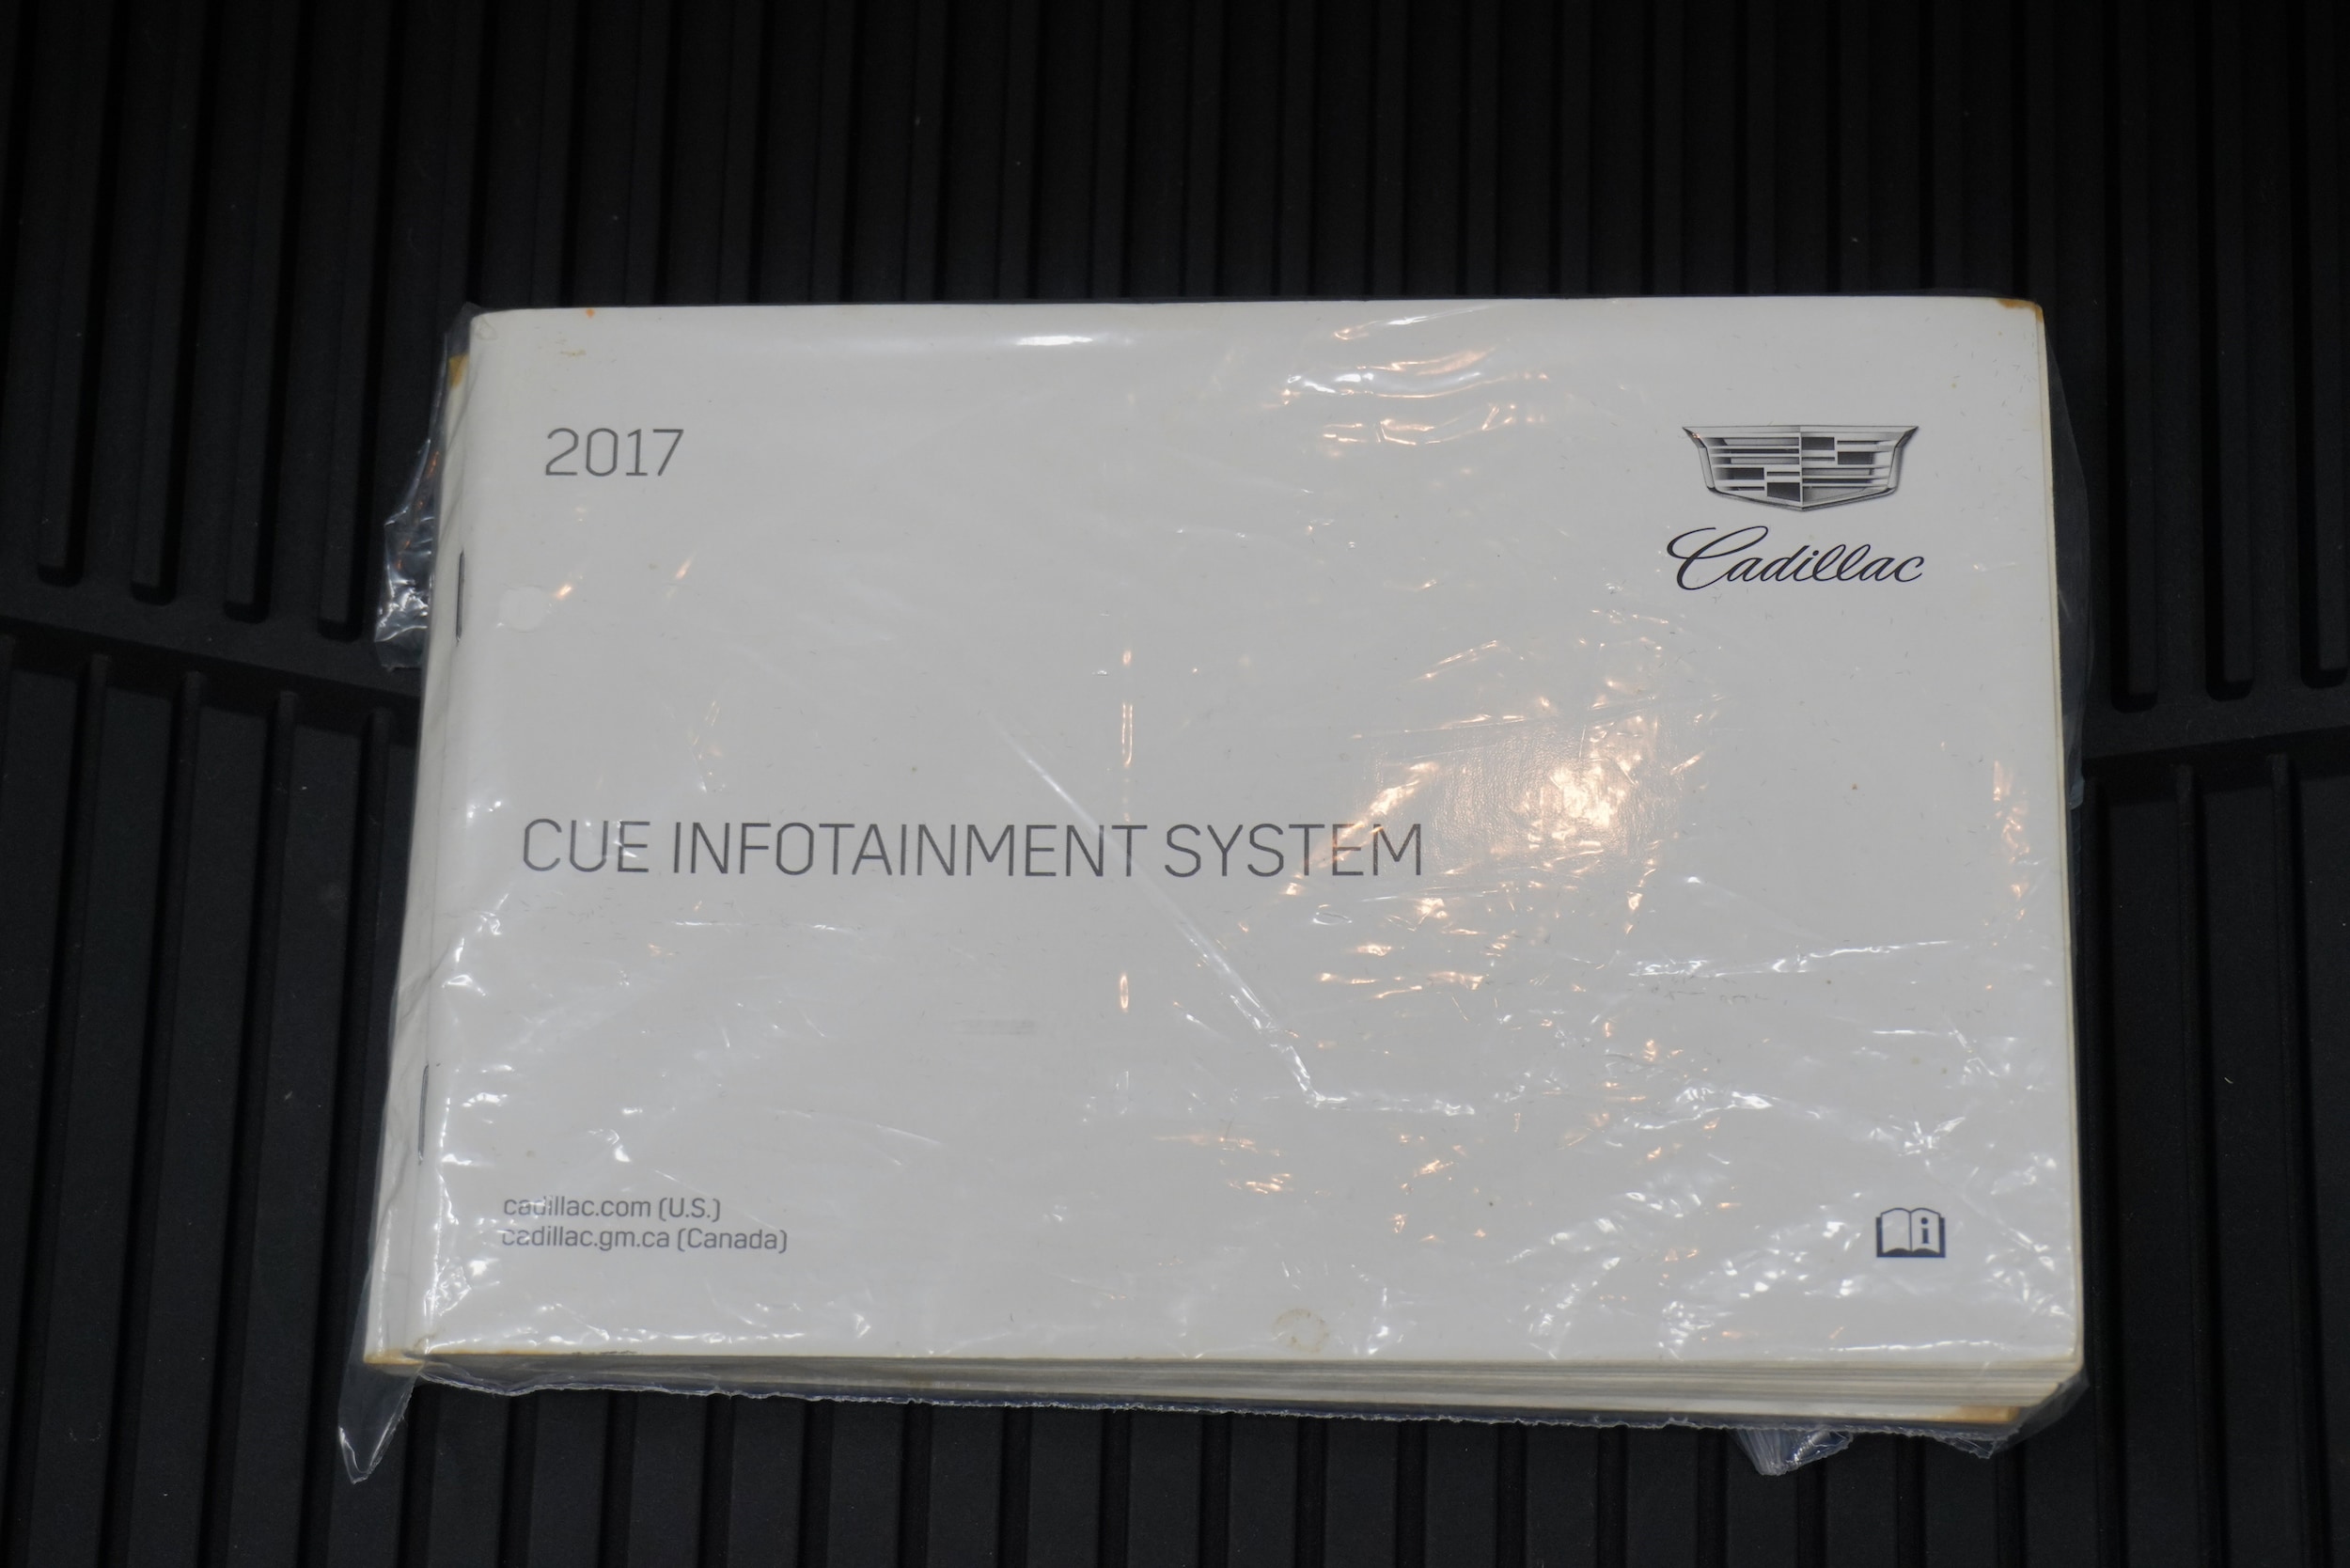 2017
Cadillac
CUE INFOTAINMENT SYSTEM
cadillac.com (U.S.)
cadillac.gm.ca (Canada)
i